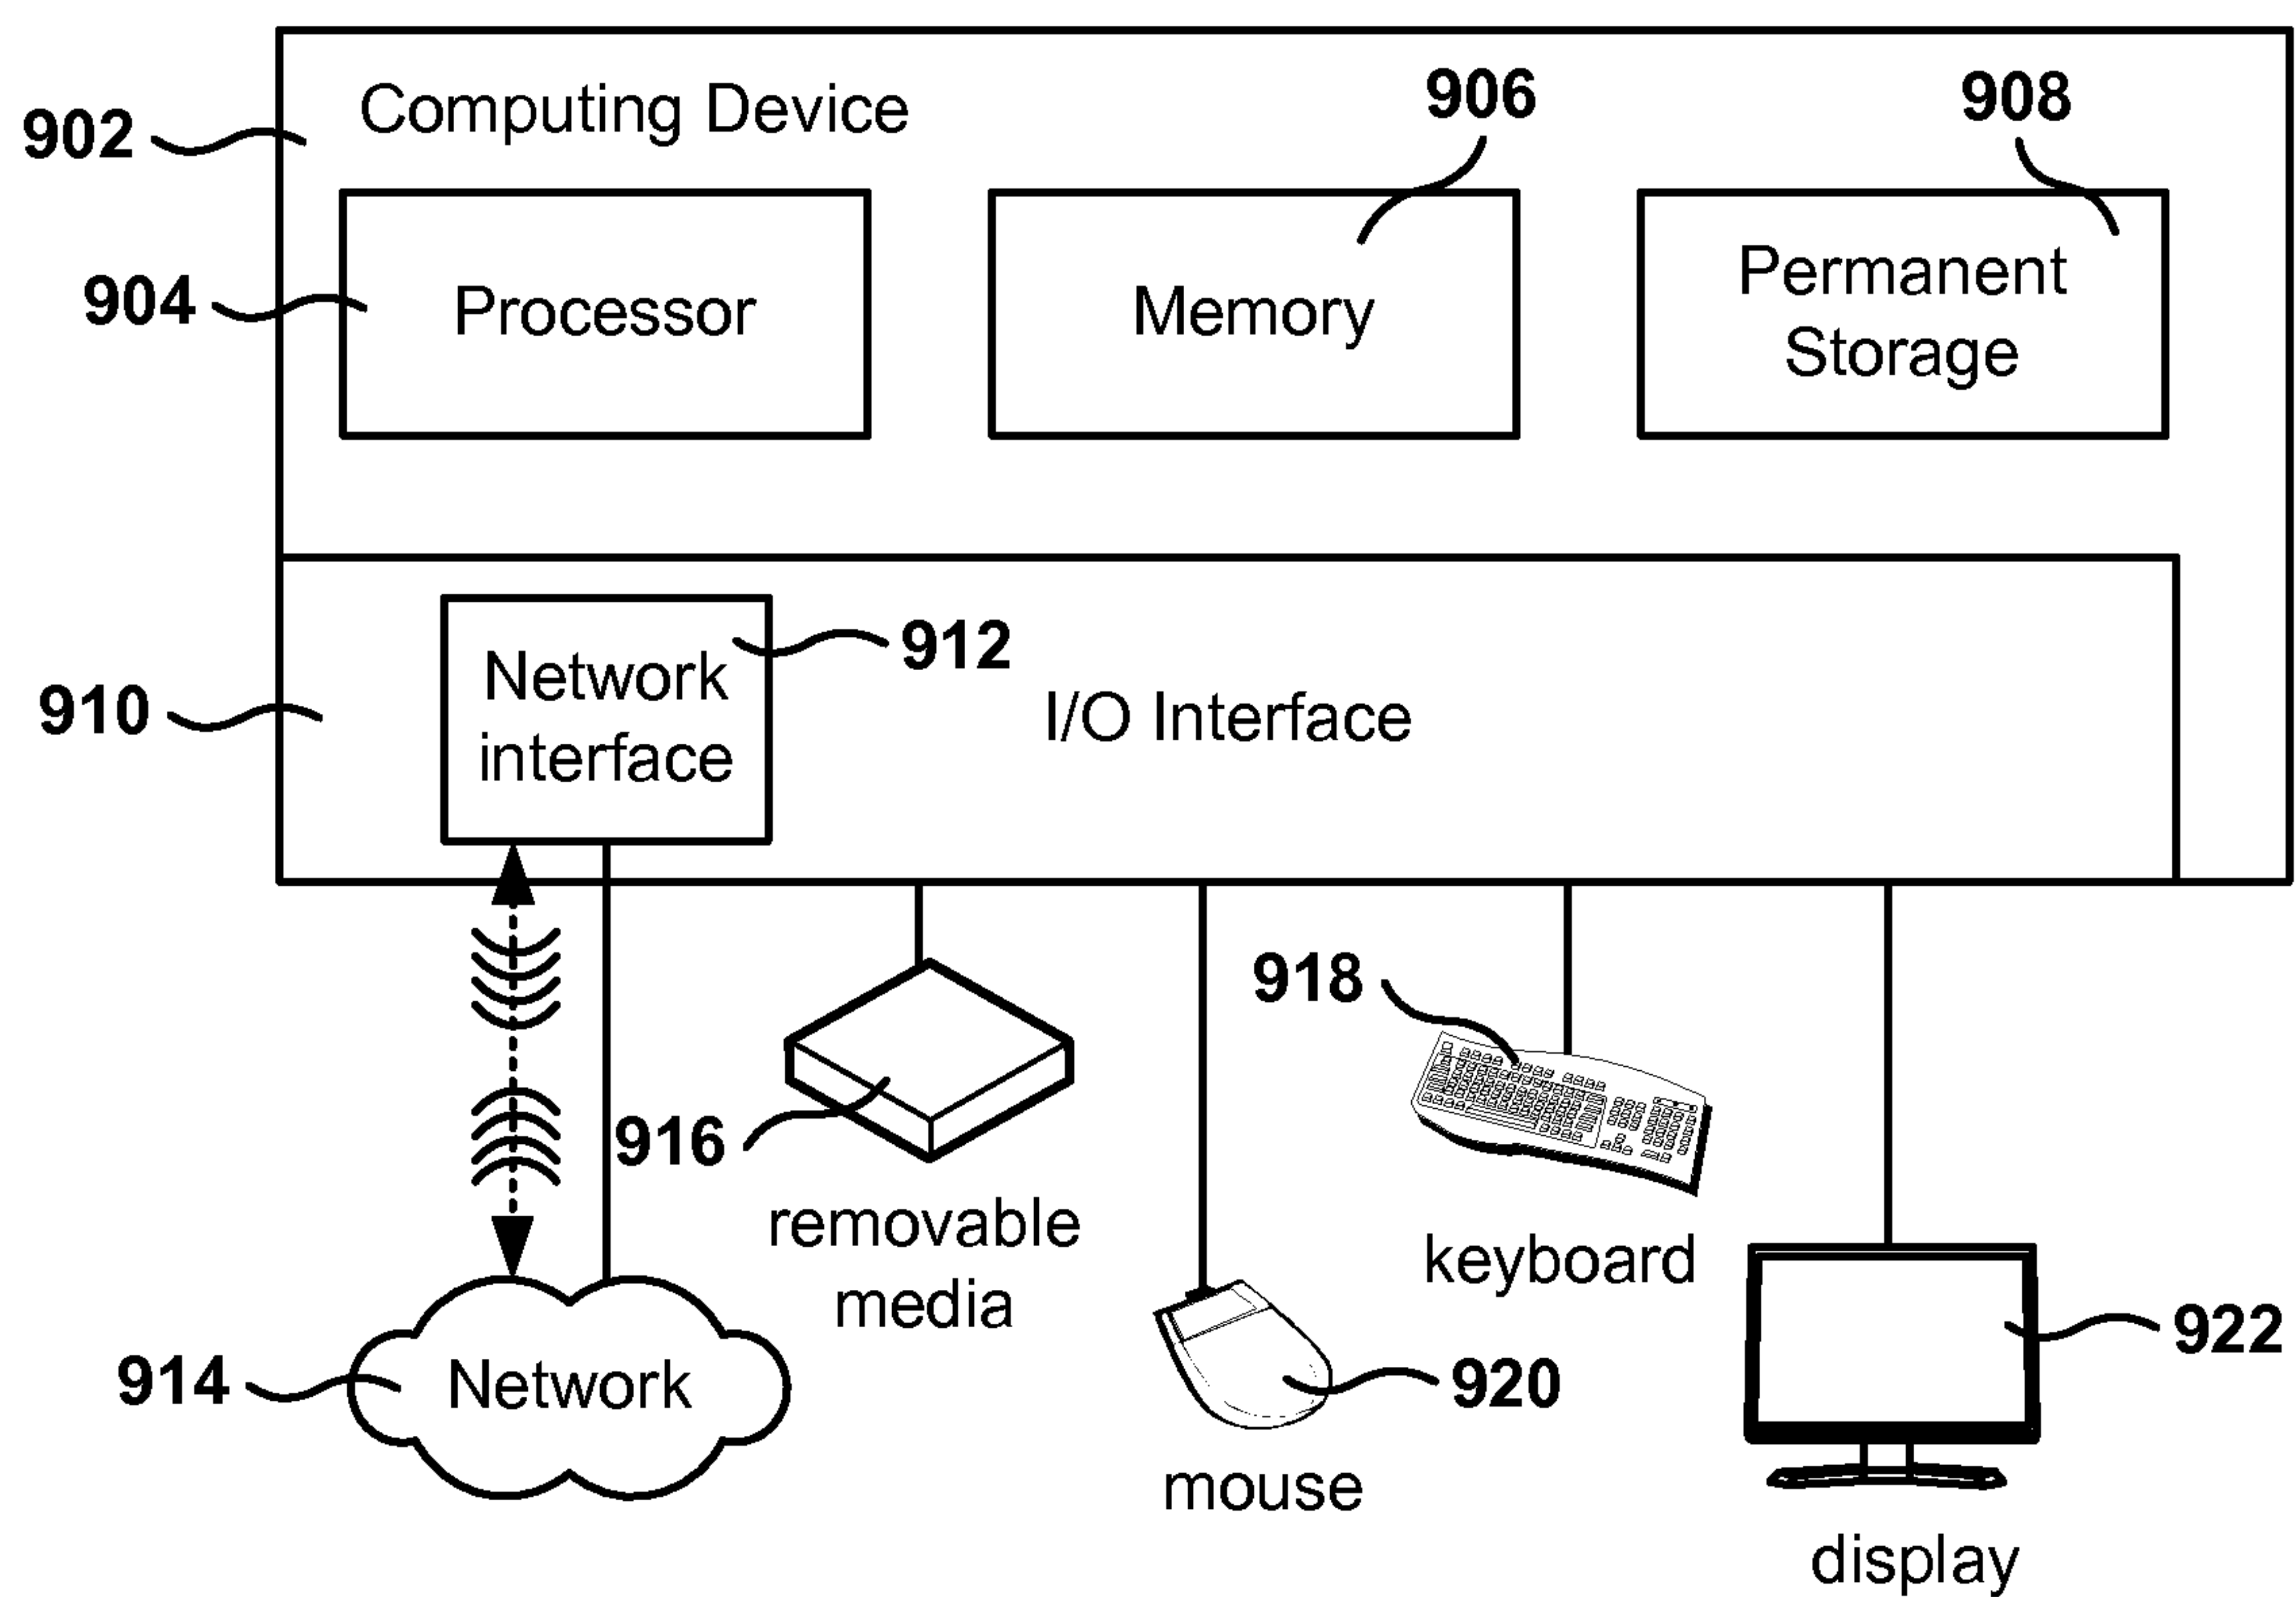 906
908
Computing Device
902
Permanent
Storage
904
Processor
Memory
912
Network
interface
910
I/O Interface
918
916
removable
media
keyboard
922
914
Network
920
mouse
display